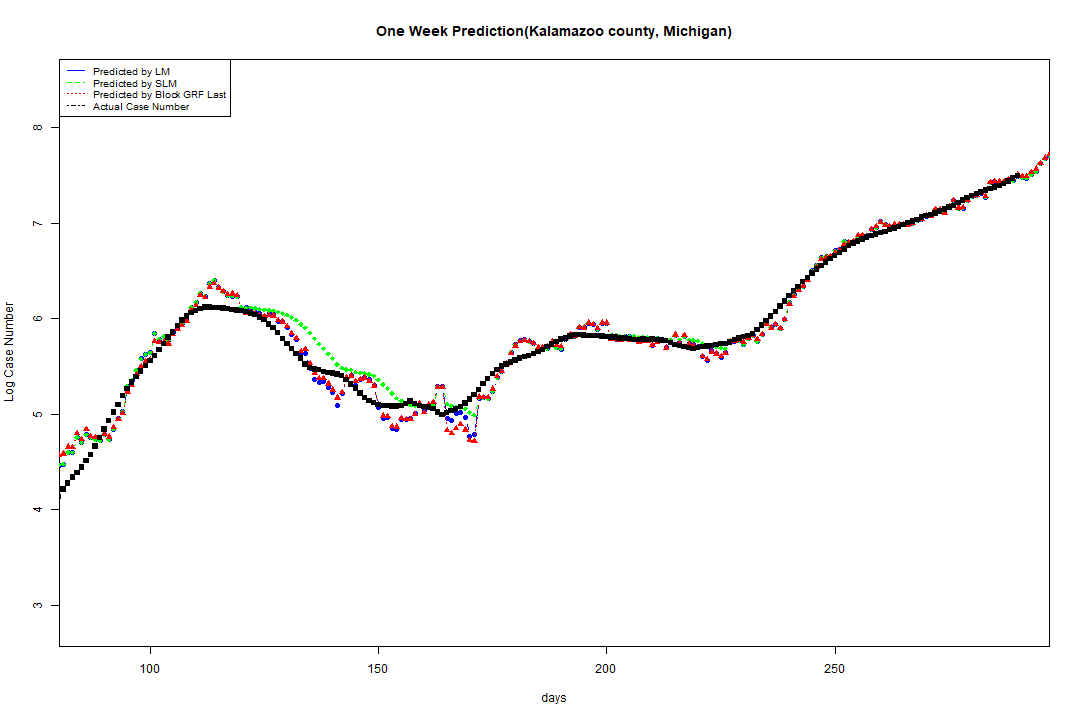 One Week Prediction(Kalamazoo county, Michigan)
Predicted by LM
Predicted by SLM
Predicted by Block GRF Last
Actual Case Number
Log Case Number
8
7
6
5
4
3
100 150 200 250
days